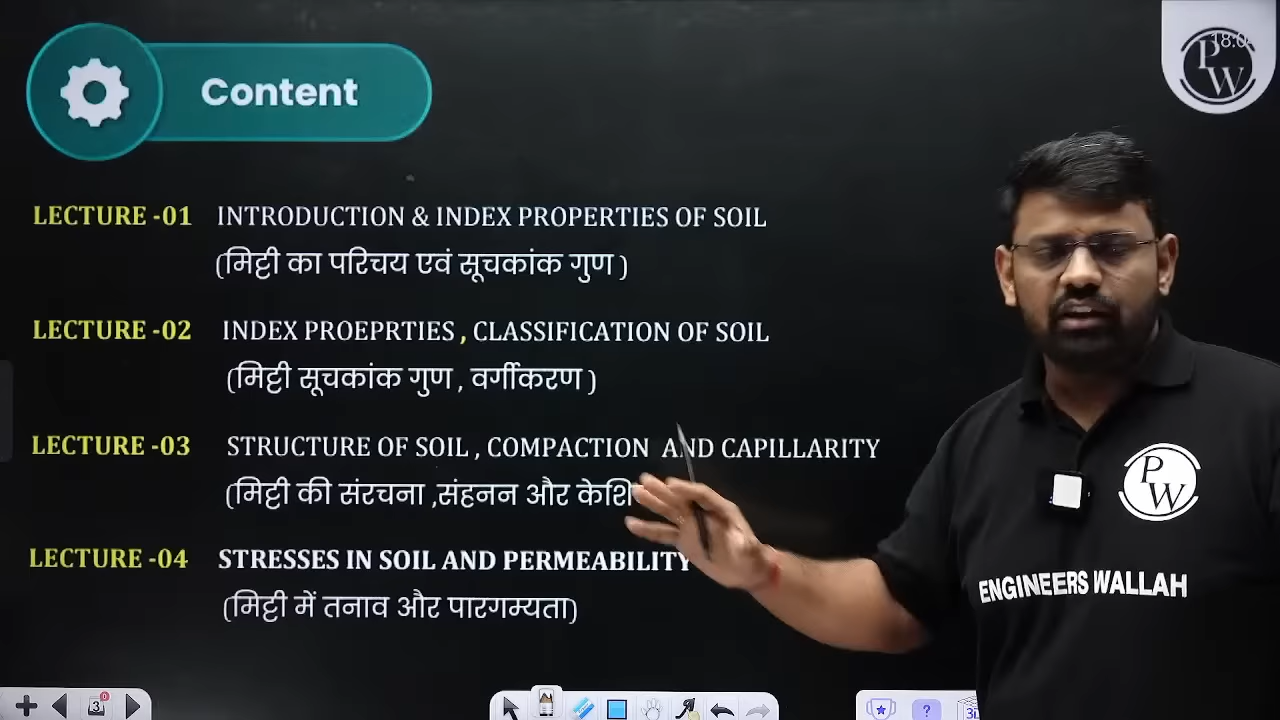 Content
LECTURE -01 INTRODUCTION & INDEX PROPERTIES OF SOIL
(मिट्टी का परिचय एवं सूचकांक गुण )
LECTURE -02 INDEX PROEPRTIES , CLASSIFICATION OF SOIL
(मिट्टी सूचकांक गुण , वर्गीकरण )
LECTURE -03 STRUCTURE OF SOIL , COMPACTION AND CAPILLARITY
(मिट्टी की संरचना ,संहनन और
LECTURE -04 STRESSES IN SOIL AND PERMEABILITY
(मिट्टी में तनाव और पारगम्यता)
PW
PW
ENGINEERS WALLAH
3
0
?